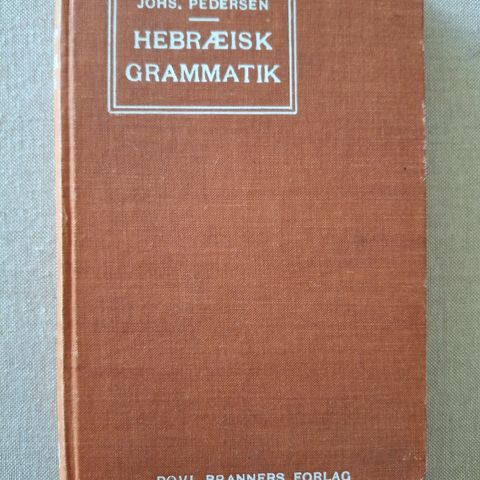 JOHS. PEDERSEN
HEBRÆISK
GRAMMATIK
POVL BRANNERS FORLAG